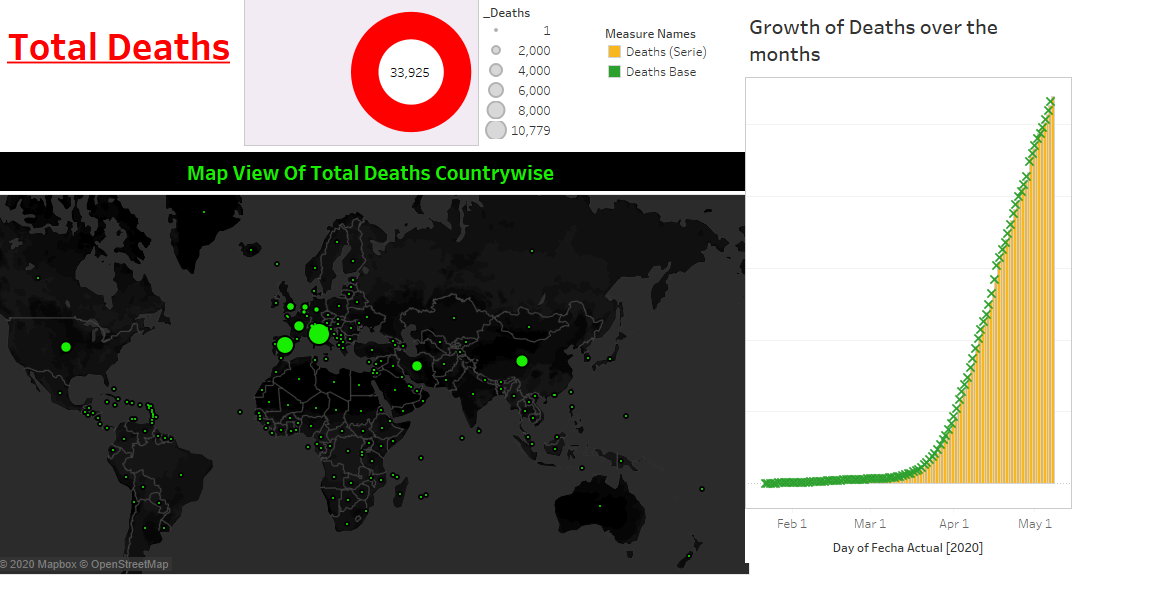 Total Deaths
33,925
_Deaths
1
2,000
4,000
6,000
8,000
10,779
Measure Names
Deaths (Serie)
Deaths Base
Growth of Deaths over the
months
Map View Of Total Deaths Countrywise
© 2020 Mapbox © OpenStreetMap
Feb 1
Mar 1
Apr 1
May 1
Day of Fecha Actual [2020]